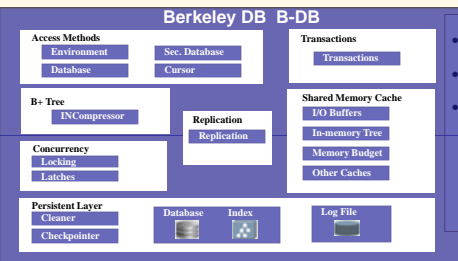 Berkeley DB B-DB
Access Methods
Environment
Sec. Database
Database
Cursor
Transactions
Transactions
B+ Tree
INCompressor
Replication
Replication
Shared Memory Cache
I/O Buffers
In-memory Tree
Memory Budget
Other Caches
Concurrency
Locking
Latches
Persistent Layer
Cleaner
Checkpointer
Database
Index
Log File